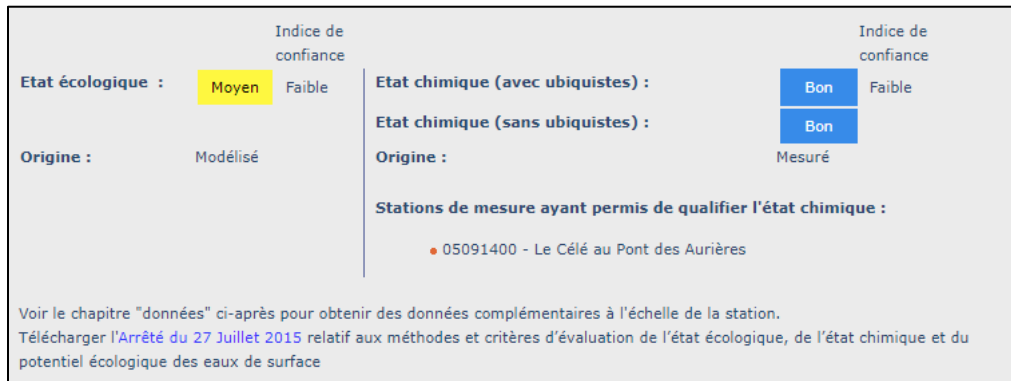 Indice de
confiance
Etat écologique : Moyen Faible
Origine : Modélisé
Indice de
confiance
Etat chimique (avec ubiquistes) : Bon Faible
Etat chimique (sans ubiquistes) : Bon
Origine : Mesuré
Stations de mesure ayant permis de qualifier l'état chimique :
05091400 - Le Célé au Pont des Aurières
Voir le chapitre "données" ci-après pour obtenir des données complémentaires à l'échelle de la station.
Télécharger l'Arrêté du 27 Juillet 2015 relatif aux méthodes et critères d’évaluation de l’état écologique, de l’état chimique et du
potentiel écologique des eaux de surface